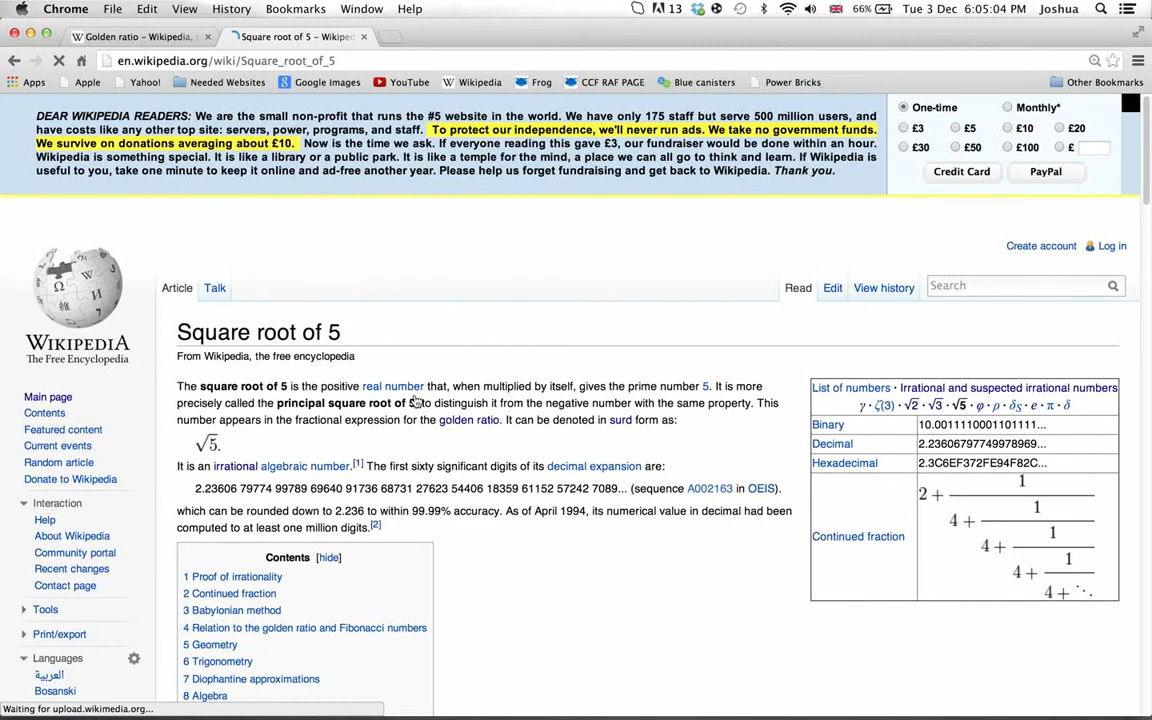 Chrome File Edit View History Bookmarks Window Help 13 66% Tue 3 Dec 6:05:04 PM Joshua
Golden ratio – Wikipedia, Square root of 5 – Wikiped
en.wikipedia.org/wiki/Square_root_of_5
Apps Apple Yahoo! Needed Websites Google Images YouTube Wikipedia Frog CCF RAF PAGE Blue canisters Power Bricks Other Bookmarks
DEAR WIKIPEDIA READERS: We are the small non-profit that runs the #5 website in the world. We have only 175 staff but serve 500 million users, and
have costs like any other top site: servers, power, programs, and staff. To protect our independence, we'll never run ads. We take no government funds.
We survive on donations averaging about £10. Now is the time we ask. If everyone reading this gave £3, our fundraiser would be done within an hour.
Wikipedia is something special. It is like a library or a public park. It is like a temple for the mind, a place we can all go to think and learn. If Wikipedia is
useful to you, take one minute to keep it online and ad-free another year. Please help us forget fundraising and get back to Wikipedia. Thank you.
One-time Monthly*
£3 £5 £10 £20
£30 £50 £100 £
Credit Card PayPal
Create account Log in
Article Talk Read Edit View history Search
WIKIPEDIA
The Free Encyclopedia
Main page
Contents
Featured content
Current events
Random article
Donate to Wikipedia
Interaction
Help
About Wikipedia
Community portal
Recent changes
Contact page
Tools
Print/export
Languages
العربية
Bosanski
Square root of 5
From Wikipedia, the free encyclopedia
The square root of 5 is the positive real number that, when multiplied by itself, gives the prime number 5. It is more
precisely called the principal square root of 5 to distinguish it from the negative number with the same property. This
number appears in the fractional expression for the golden ratio. It can be denoted in surd form as:
√5.
It is an irrational algebraic number.[1] The first sixty significant digits of its decimal expansion are:
2.23606 79774 99789 69640 91736 68731 27623 54406 18359 61152 57242 7089... (sequence A002163 in OEIS).
which can be rounded down to 2.236 to within 99.99% accuracy. As of April 1994, its numerical value in decimal had been
computed to at least one million digits.[2]
Contents [hide]
1 Proof of irrationality
2 Continued fraction
3 Babylonian method
4 Relation to the golden ratio and Fibonacci numbers
5 Geometry
6 Trigonometry
7 Diophantine approximations
8 Algebra
List of numbers · Irrational and suspected irrational numbers
γ · ζ(3) · √2 · √3 · √5 · φ · ρ · δS · e · π · δ
Binary 10.0011110001101111...
Decimal 2.23606797749978969...
Hexadecimal 2.3C6EF372FE94F82C...
Continued fraction 2 + 1
4 + 1
4 + 1
4 + 1
4 + ⋱
Waiting for upload.wikimedia.org...